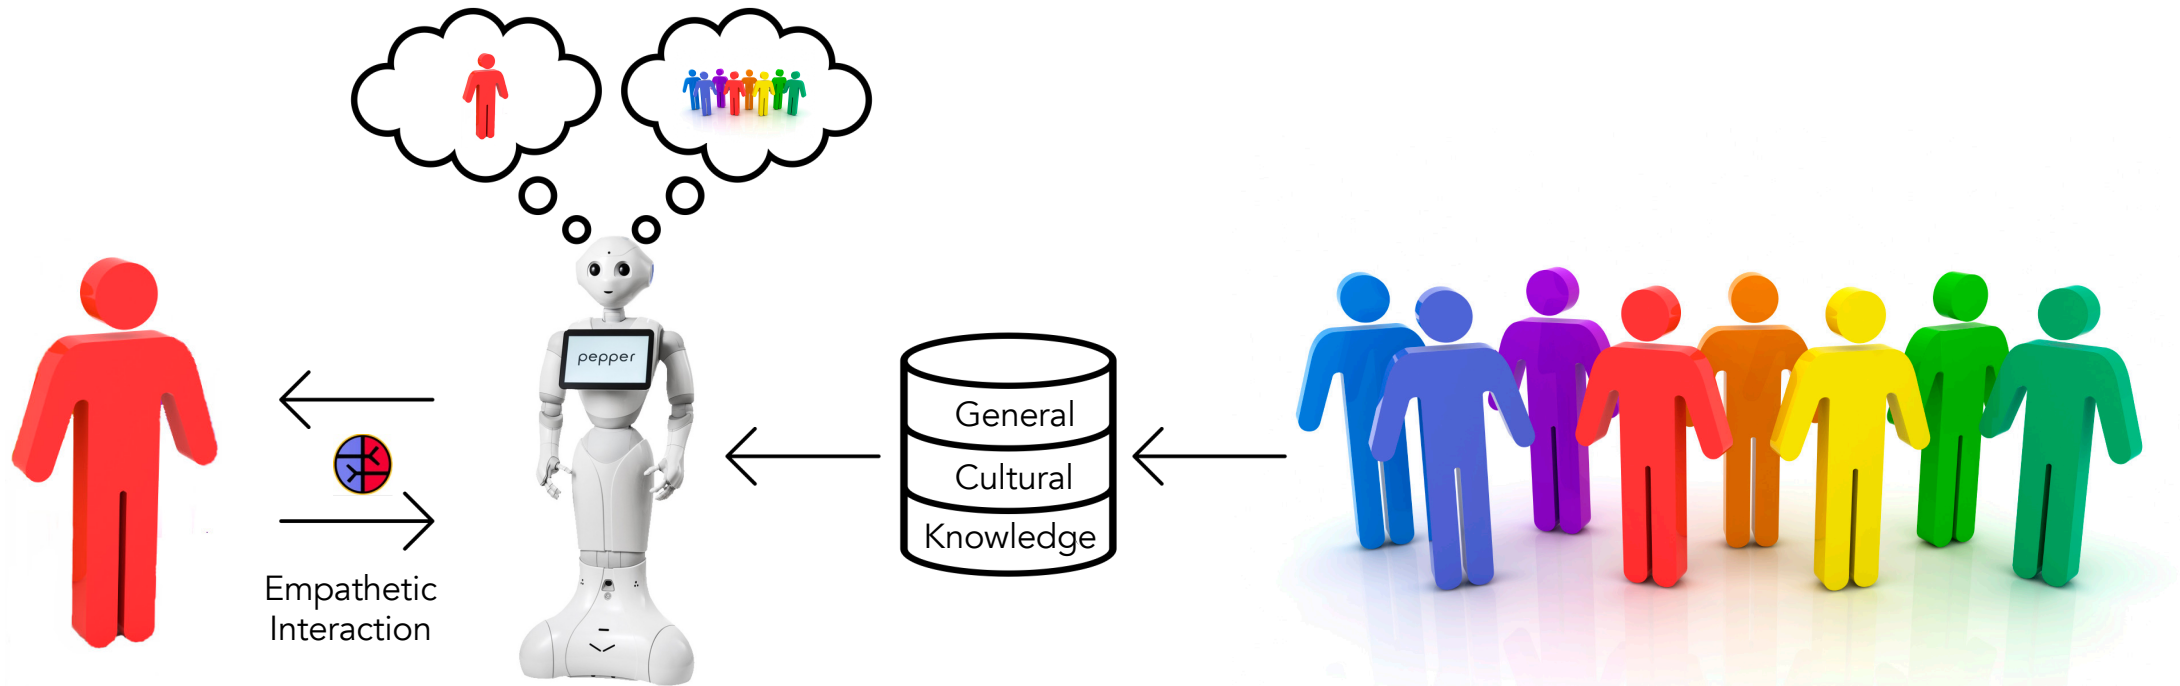 pepper
General
Cultural
Knowledge
Empathetic
Interaction